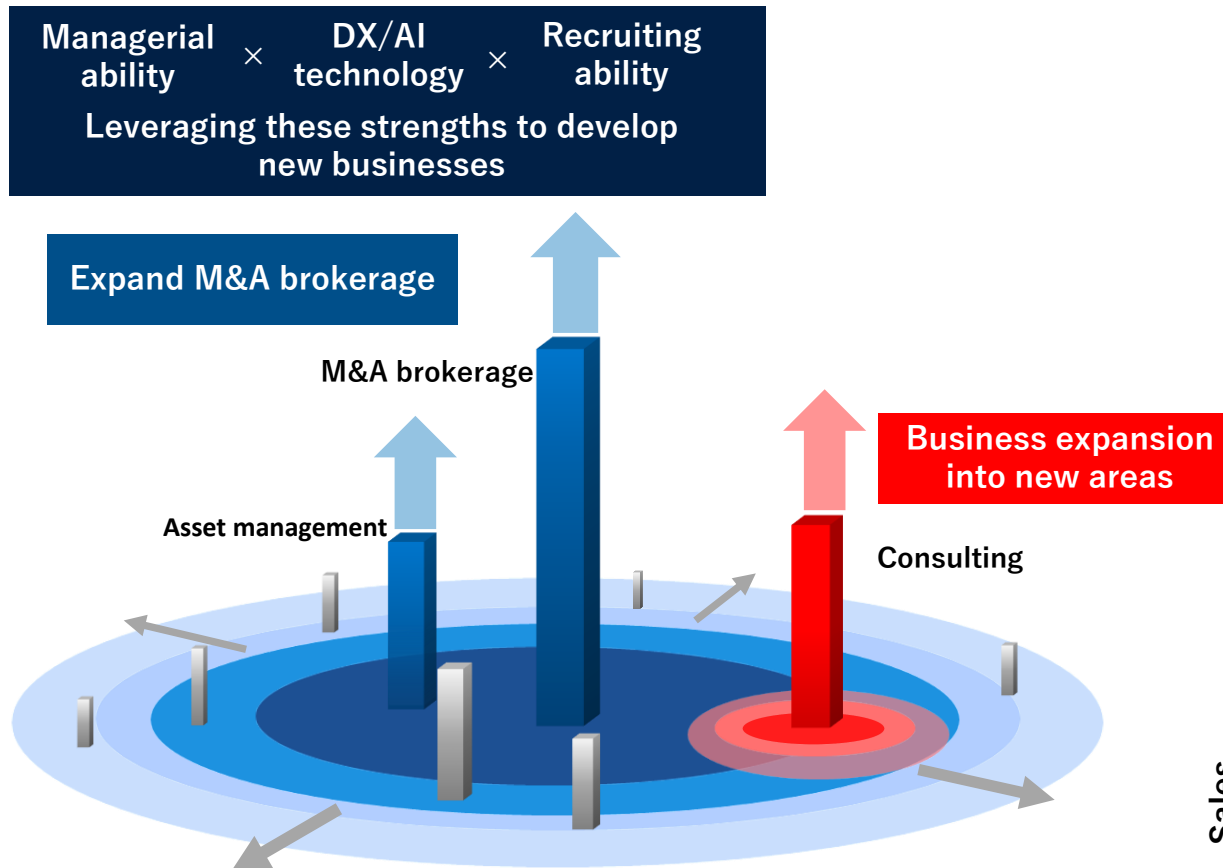 Managerial ability × DX/AI technology × Recruiting ability
Leveraging these strengths to develop
new businesses
Expand M&A brokerage
M&A brokerage
Business expansion
into new areas
Asset management
Consulting
Sales